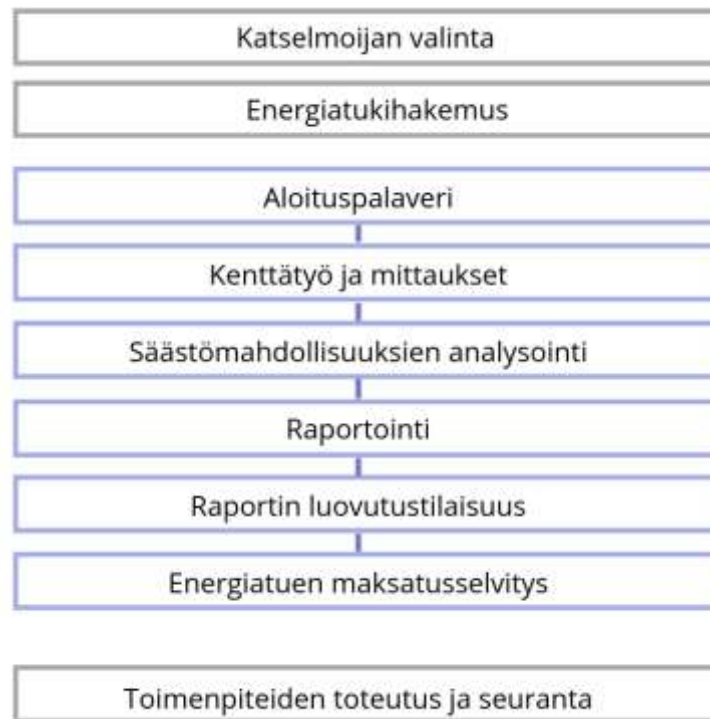 Katselmoijan valinta
Energiatukihakemus
Aloituspalaveri
Kenttätyö ja mittaukset
Säästömahdollisuuksien analysointi
Raportointi
Raportin luovutustilaisuus
Energiatuen maksatusselvitys
Toimenpiteiden toteutus ja seuranta